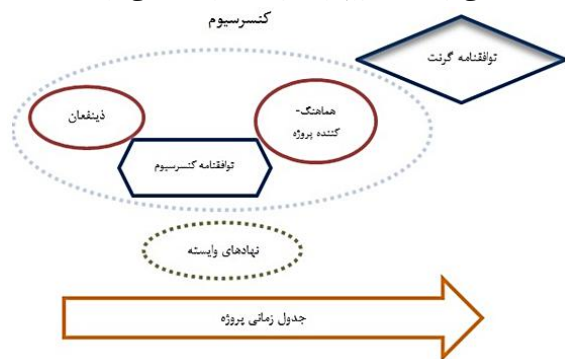 کنسرسیوم
توافقنامه گرنت
ذینفعان
هماهنگ-
کننده پروژه
توافقنامه کنسرسیوم
نهادهای وابسته
جدول زمانی پروژه